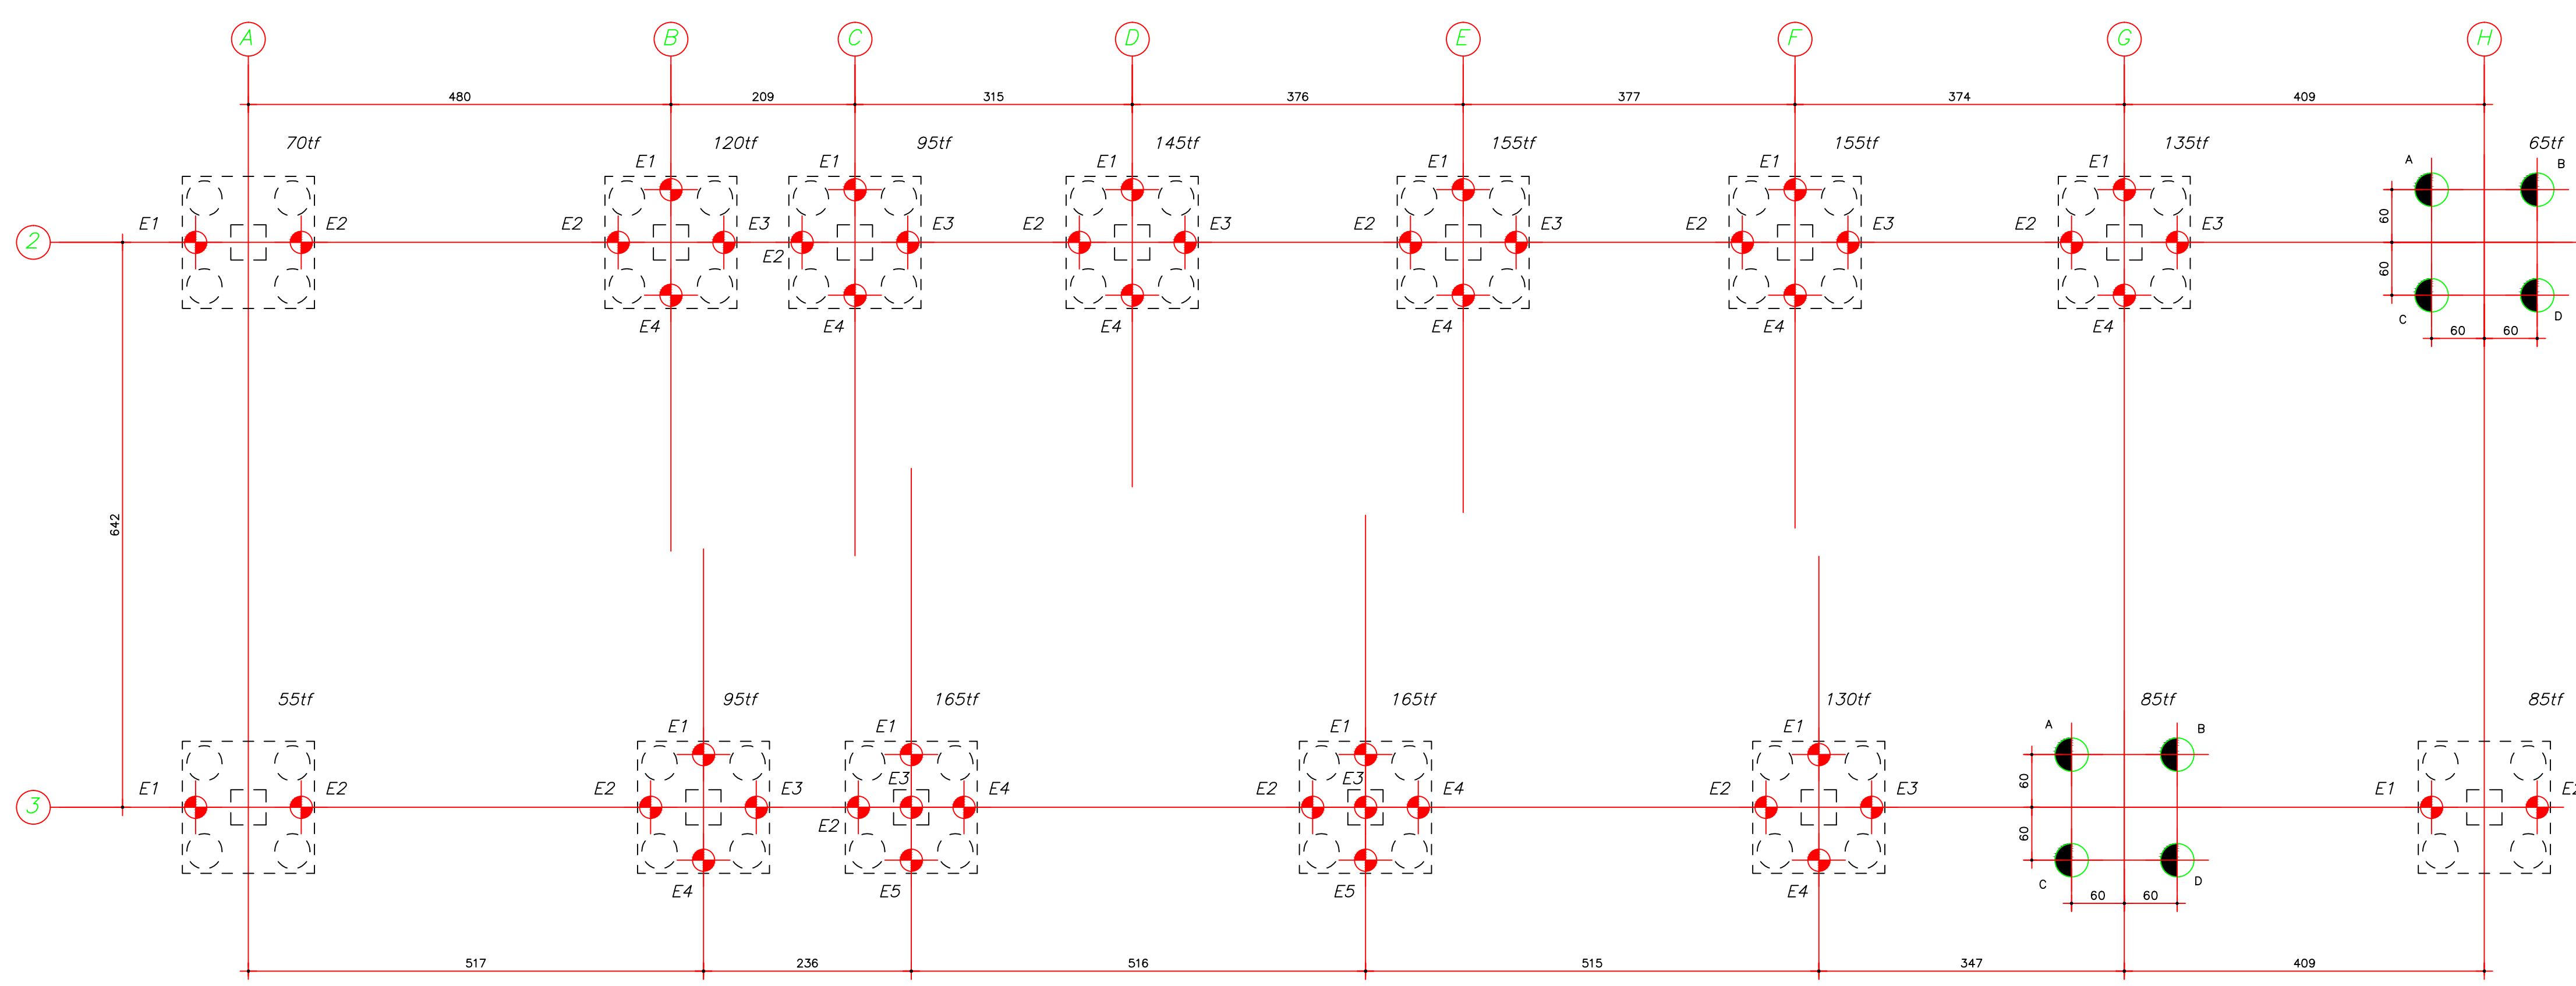 A B C D E F G H
480 209 315 376 377 374 409
70tf 120tf 95tf 145tf 155tf 155tf 135tf 65tf
E1 E1 E1 E1 E1 E1 A B
E1 E2 E2 E3 E3 E2 E3 E2 E3 E2 E3 E2 E3 60
2
E2 60
E4 E4 E4 E4 E4 E4 C D
60 60
642
55tf 95tf 165tf 165tf 130tf 85tf 85tf
E1 E1 E1 E1 A B
E3 E3 60
E1 E2 E2 E3 E4 E2 E4 E2 E3 E1 E2
3
E2 60
E4 E5 E5 E4 C D
60 60
517 236 516 515 347 409